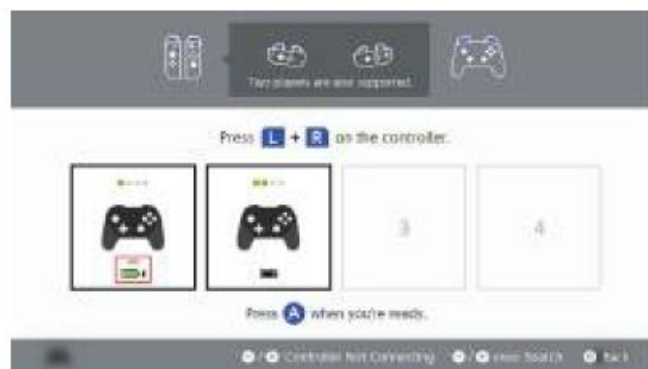 Two players are also supported.
Press L + R on the controller.
3
4
Press A when you're ready.
Controller Not Connecting
Back